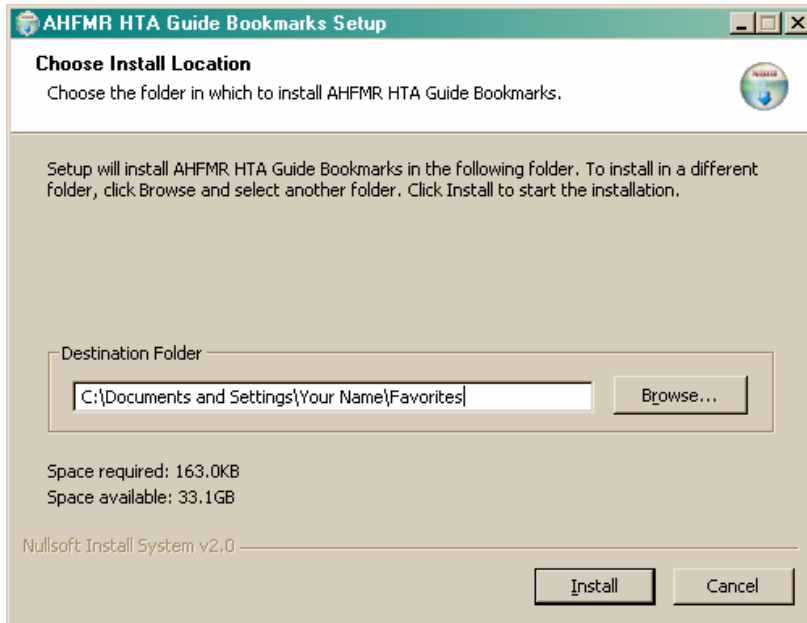 AHFMR HTA Guide Bookmarks Setup
Choose Install Location
Choose the folder in which to install AHFMR HTA Guide Bookmarks.
Setup will install AHFMR HTA Guide Bookmarks in the following folder. To install in a different
folder, click Browse and select another folder. Click Install to start the installation.
Destination Folder
C:\Documents and Settings\Your Name\Favorites
Browse...
Space required: 163.0KB
Space available: 33.1GB
Nullsoft Install System v2.0
Install
Cancel